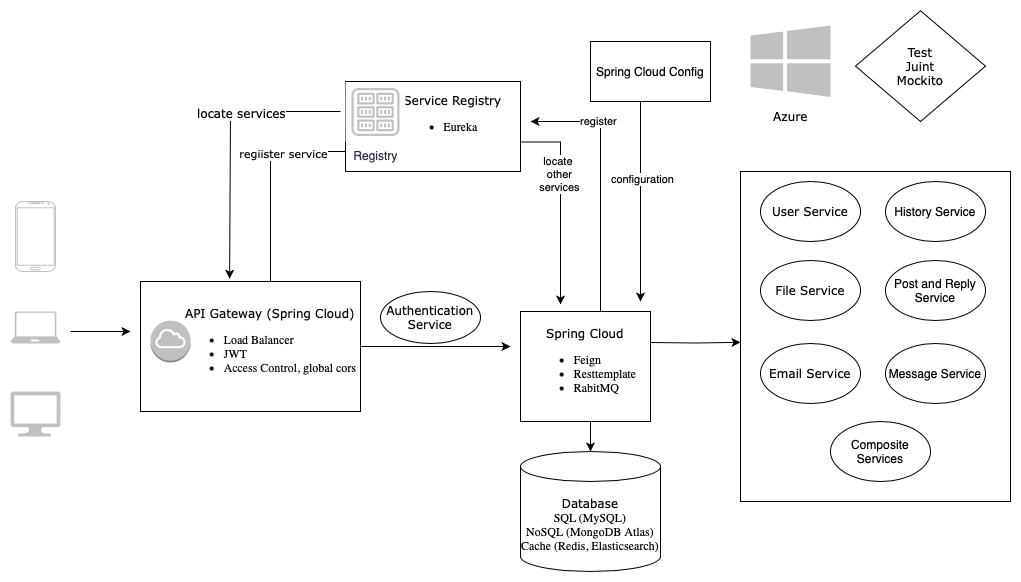 Spring Cloud Config
Azure
Test
Juint
Mockito
Service Registry
Eureka
Registry
locate services
regiister service
register
locate
other
services
configuration
User Service
History Service
File Service
Post and Reply
Service
Email Service
Message Service
Composite
Services
API Gateway (Spring Cloud)
Load Balancer
JWT
Access Control, global cors
Authentication
Service
Spring Cloud
Feign
Resttemplate
RabitMQ
Database
SQL (MySQL)
NoSQL (MongoDB Atlas)
Cache (Redis, Elasticsearch)